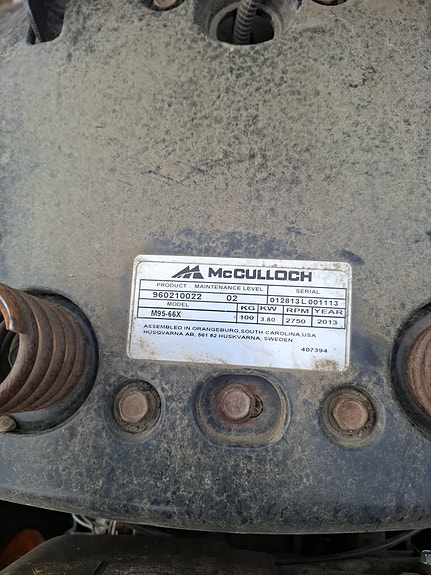 McCULLOCH
PRODUCT MAINTENANCE LEVEL SERIAL
960210022 02 012813L001113
MODEL KG KW RPM YEAR
M95-66X 100 3.80 2750 2013
ASSEMBLED IN ORANGEBURG,SOUTH CAROLINA,USA
HUSQVARNA AB, 561 82 HUSKVARNA, SWEDEN
407394